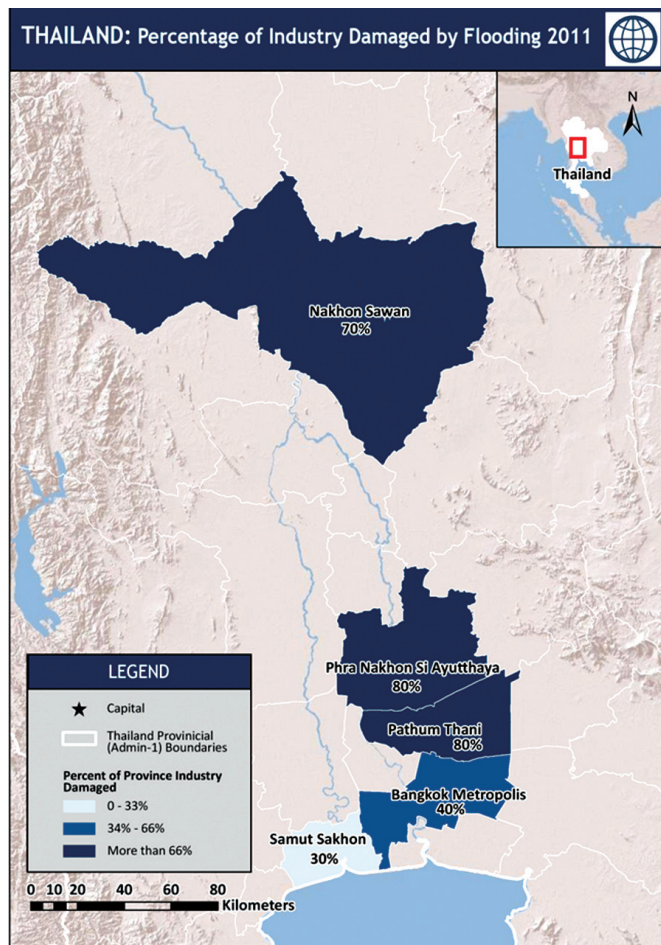 THAILAND: Percentage of Industry Damaged by Flooding 2011
N
Thailand
Nakhon Sawan
70%
Phra Nakhon Si Ayutthaya
80%
Pathum Thani
80%
Bangkok Metropolis
40%
Samut Sakhon
30%
LEGEND
Capital
Thailand Provinicial
(Admin-1) Boundaries
Percent of Province Industry
Damaged
0 - 33%
34% - 66%
More than 66%
0 10 20 40 60 80
Kilometers